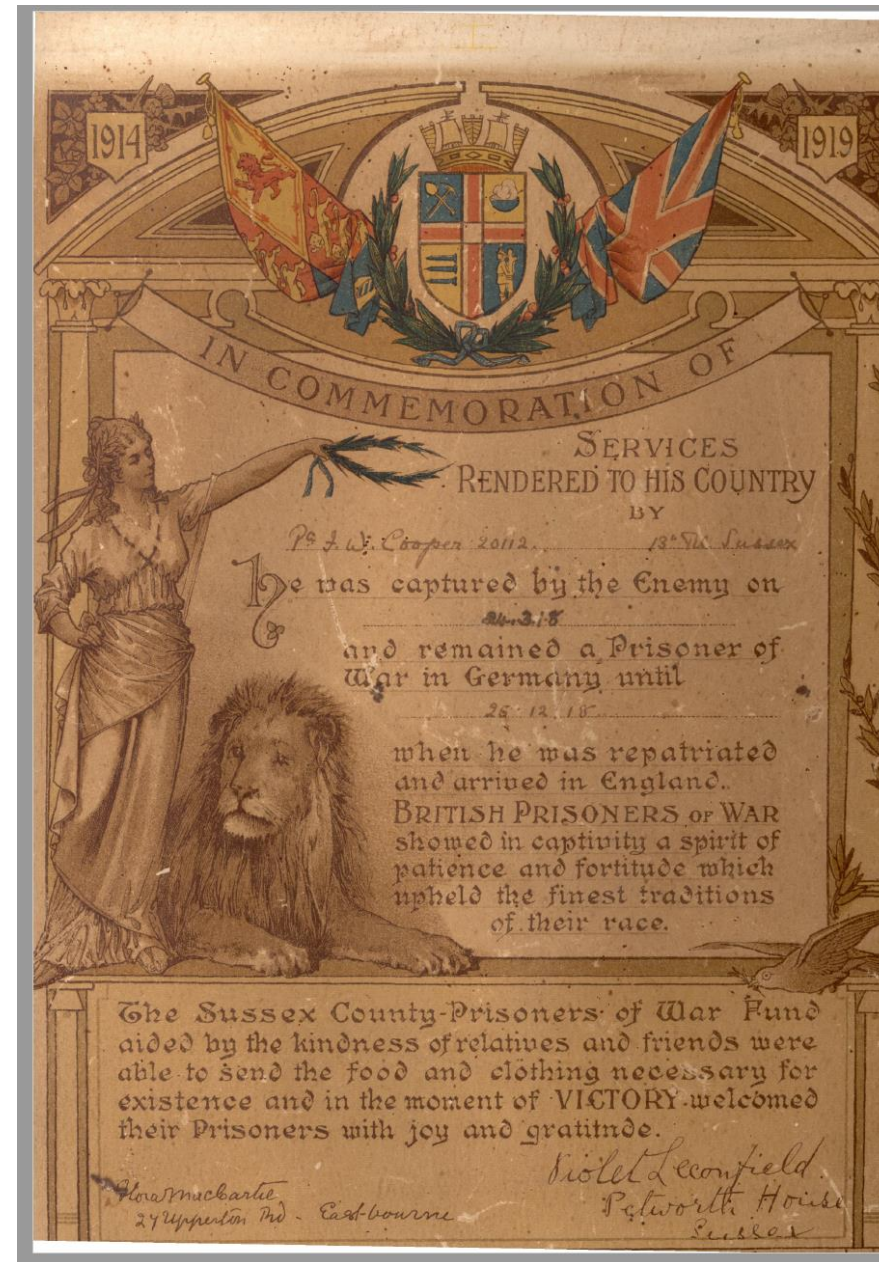 1914
1919
IN COMMEMORATION OF
SERVICES
RENDERED TO HIS COUNTRY
BY
Cooper 20112. 13th Sussex
He was captured by the Enemy on
24.3.18
and remained a Prisoner of
War in Germany until
26 12 18
when he was repatriated
and arrived in England.
BRITISH PRISONERS OF WAR
showed in captivity a spirit of
patience and fortitude which
upheld the finest traditions
of their race.
The Sussex County Prisoners of War Fund
aided by the kindness of relatives and friends were
able to send the food and clothing necessary for
existence and in the moment of VICTORY welcomed
their Prisoners with joy and gratitude.
Violet Leconfield
Petworth House
Sussex
Flora MacCartie
27 Upperton Rd - Eastbourne